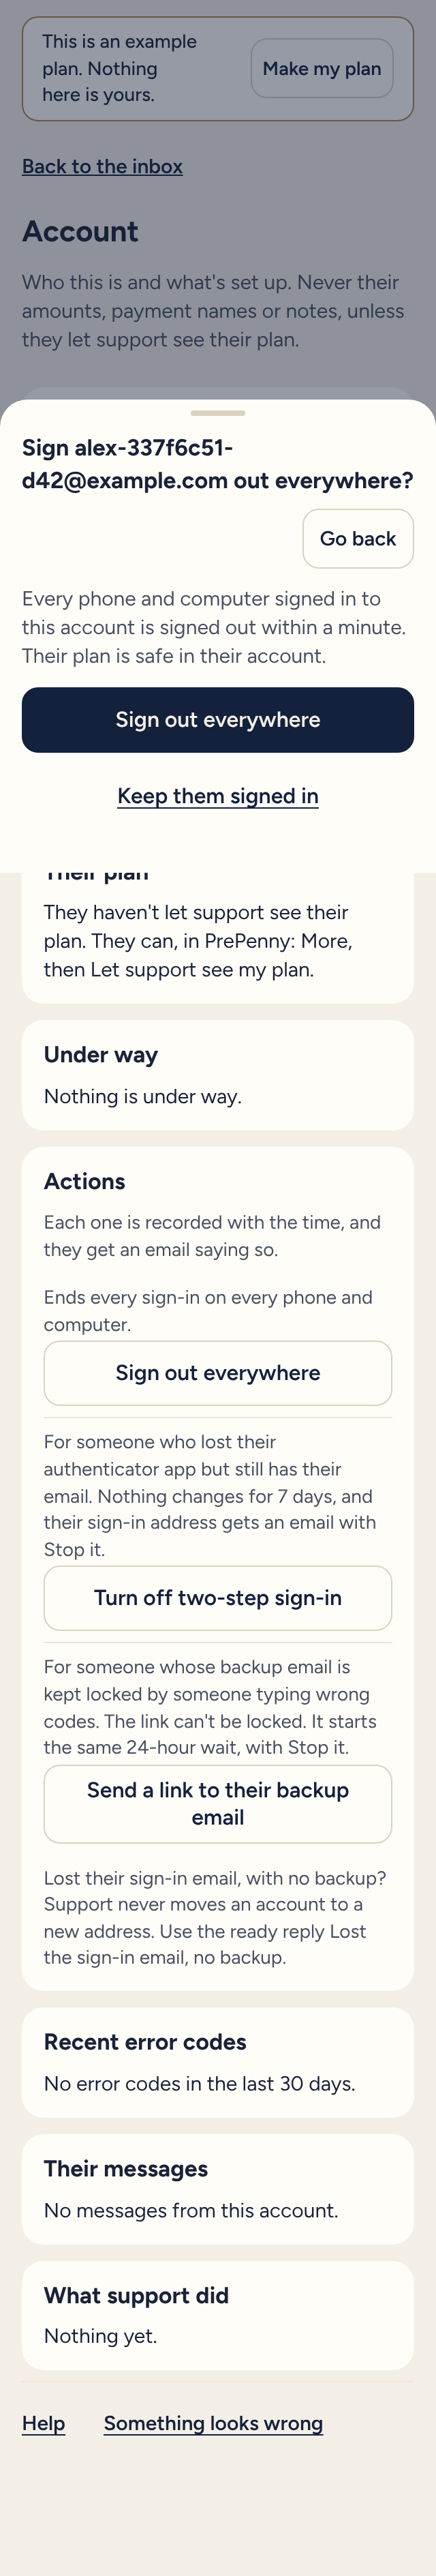 This is an example
plan. Nothing
here is yours.
Make my plan
Back to the inbox
Account
Who this is and what's set up. Never their
amounts, payment names or notes, unless
they let support see their plan.
Sign alex-337f6c51-
d42@example.com out everywhere?
Go back
Every phone and computer signed in to
this account is signed out within a minute.
Their plan is safe in their account.
Sign out everywhere
Keep them signed in
Their plan
They haven't let support see their
plan. They can, in PrePenny: More,
then Let support see my plan.
Under way
Nothing is under way.
Actions
Each one is recorded with the time, and
they get an email saying so.
Ends every sign-in on every phone and
computer.
Sign out everywhere
For someone who lost their
authenticator app but still has their
email. Nothing changes for 7 days, and
their sign-in address gets an email with
Stop it.
Turn off two-step sign-in
For someone whose backup email is
kept locked by someone typing wrong
codes. The link can't be locked. It starts
the same 24-hour wait, with Stop it.
Send a link to their backup
email
Lost their sign-in email, with no backup?
Support never moves an account to a
new address. Use the ready reply Lost
the sign-in email, no backup.
Recent error codes
No error codes in the last 30 days.
Their messages
No messages from this account.
What support did
Nothing yet.
Help
Something looks wrong